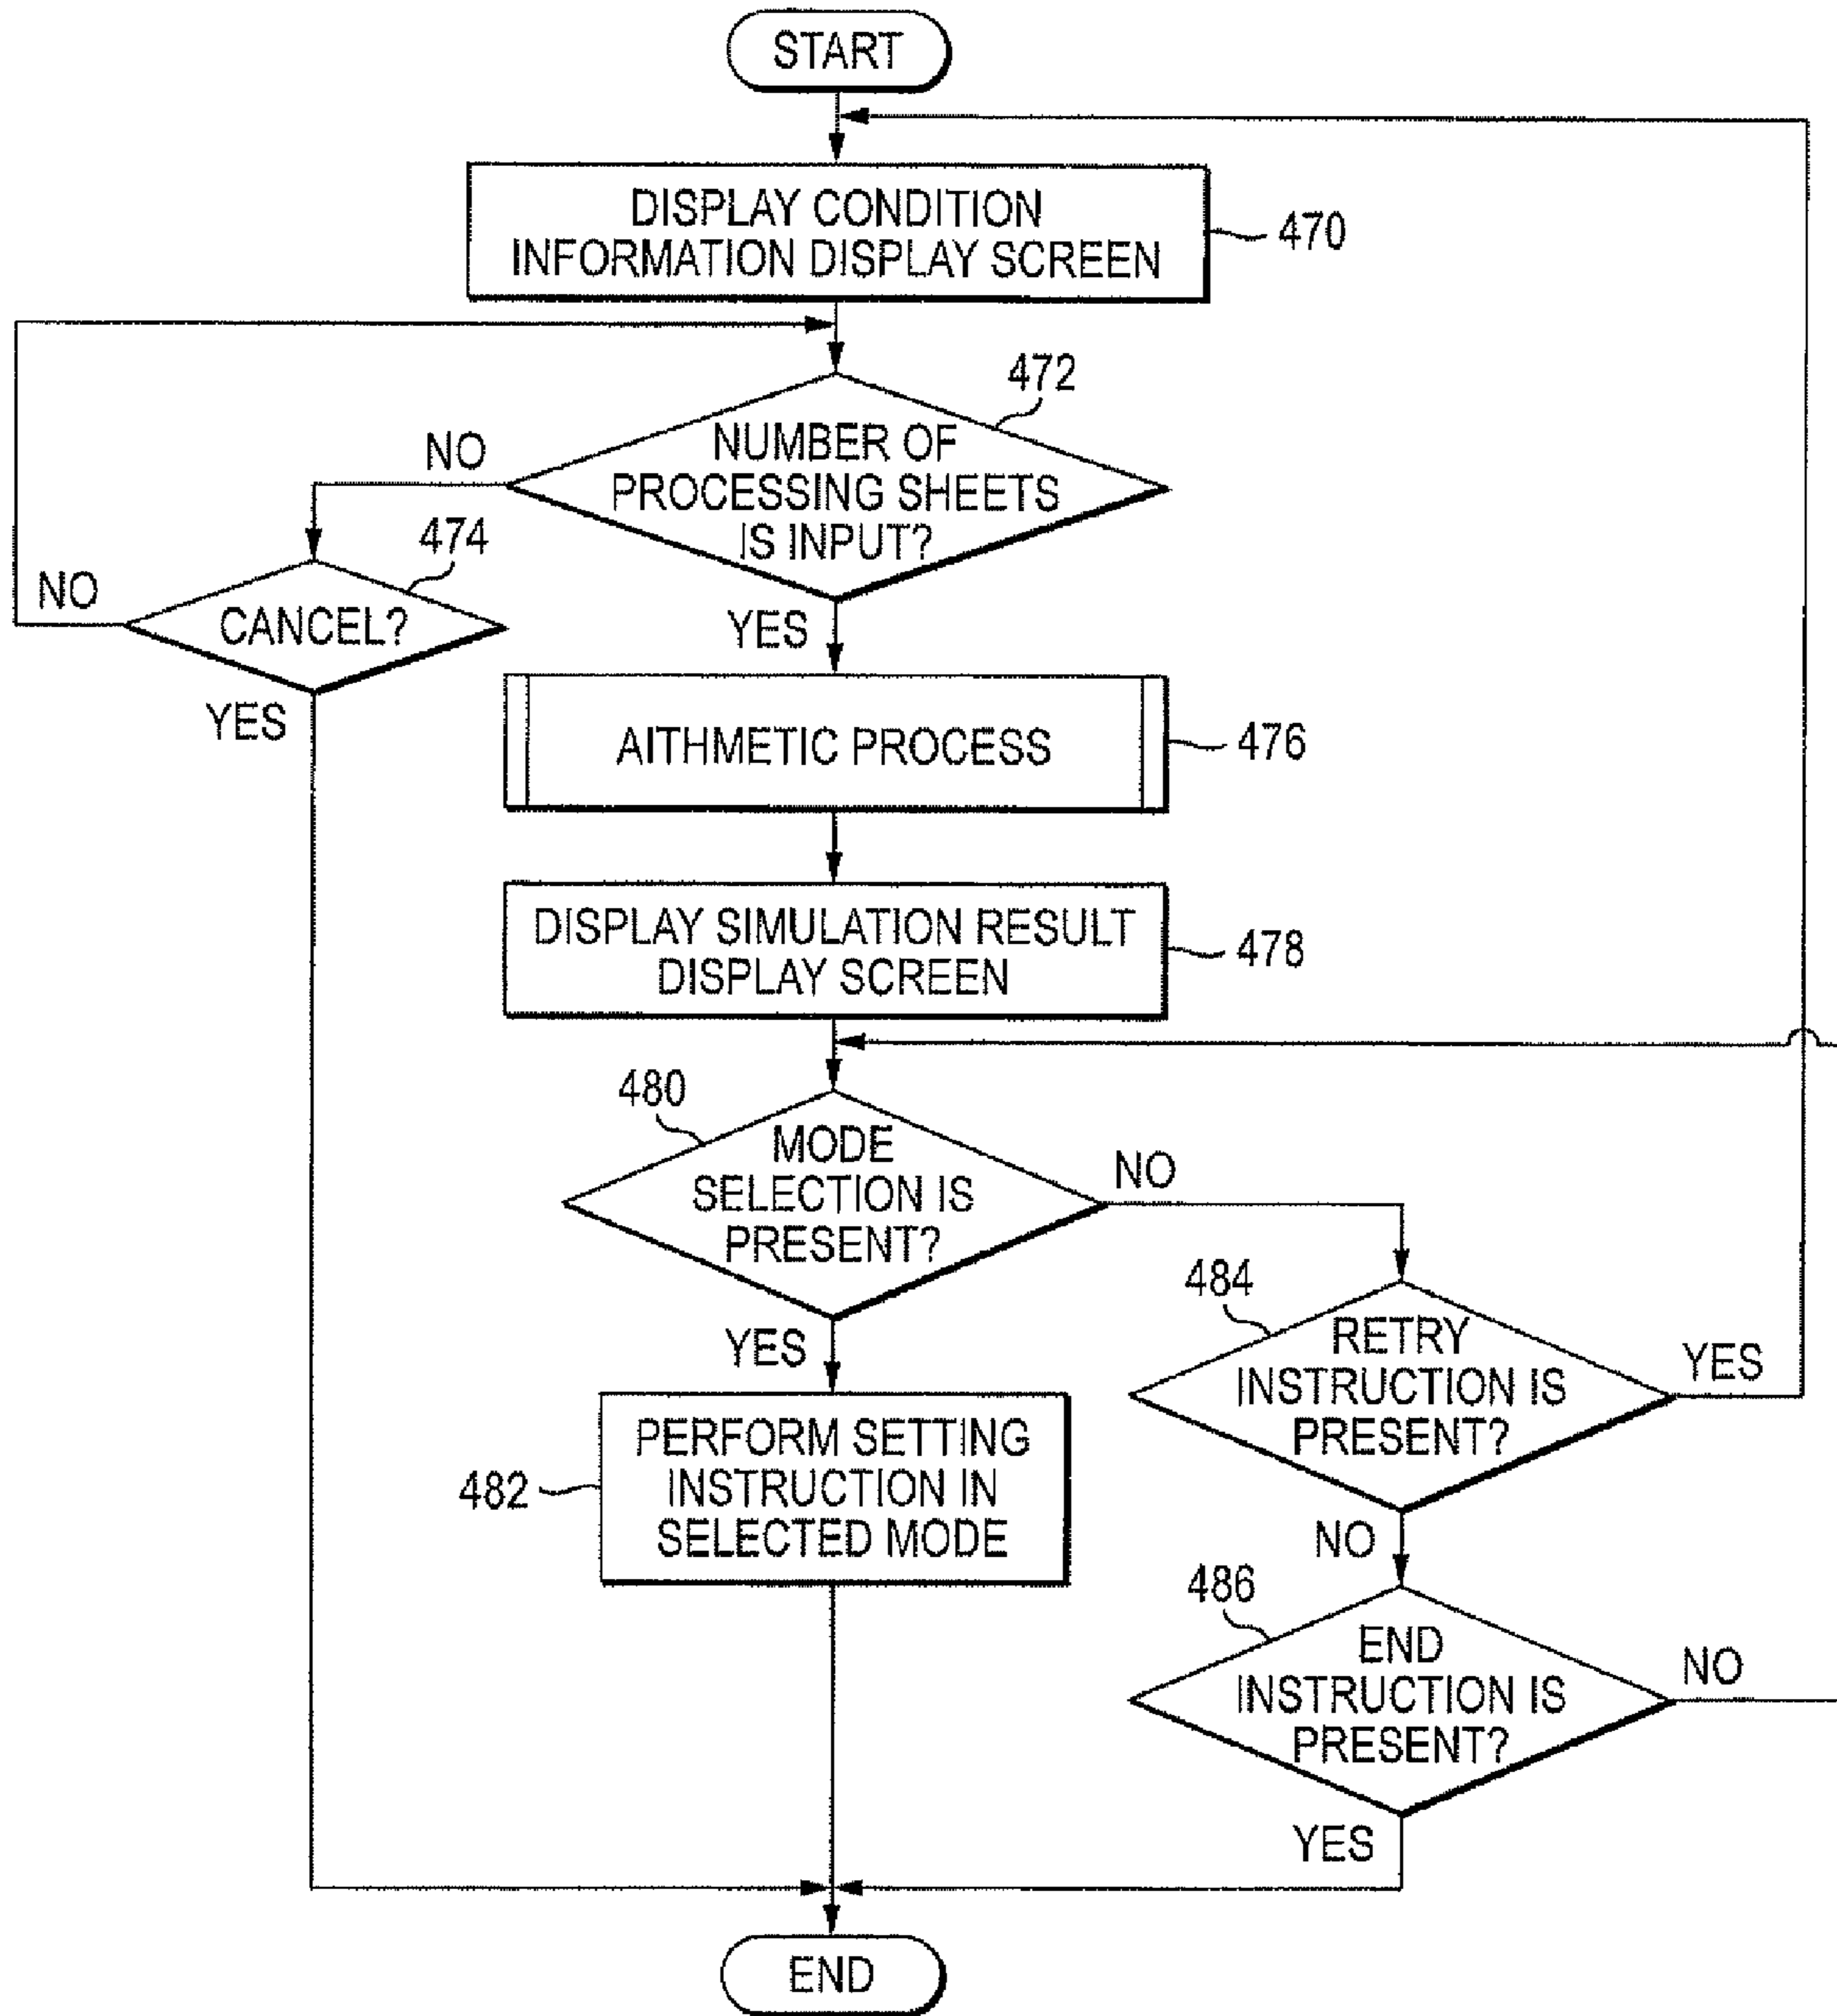 START
DISPLAY CONDITION
INFORMATION DISPLAY SCREEN
470
472
NUMBER OF
PROCESSING SHEETS
IS INPUT?
NO
474
CANCEL?
NO
YES
YES
AITHMETIC PROCESS
476
DISPLAY SIMULATION RESULT
DISPLAY SCREEN
478
480
MODE
SELECTION IS
PRESENT?
NO
YES
484
RETRY
INSTRUCTION IS
PRESENT?
YES
NO
482
PERFORM SETTING
INSTRUCTION IN
SELECTED MODE
486
END
INSTRUCTION IS
PRESENT?
NO
YES
END